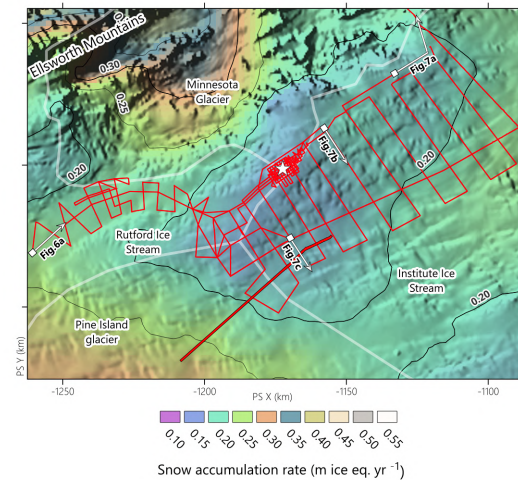 Ellsworth Mountains
0.30
0.25
Minnesota
Glacier
Fig.7a
0.20
0.20
Fig.7b
Fig.6a
Rutford Ice
Stream
Fig.7c
Institute Ice
Stream
0.20
Pine Island
glacier
PS Y (km)
-1250
-1200
-1150
-1100
PS X (km)
0.10
0.15
0.20
0.25
0.30
0.35
0.40
0.45
0.50
0.55
Snow accumulation rate (m ice eq. yr -1)